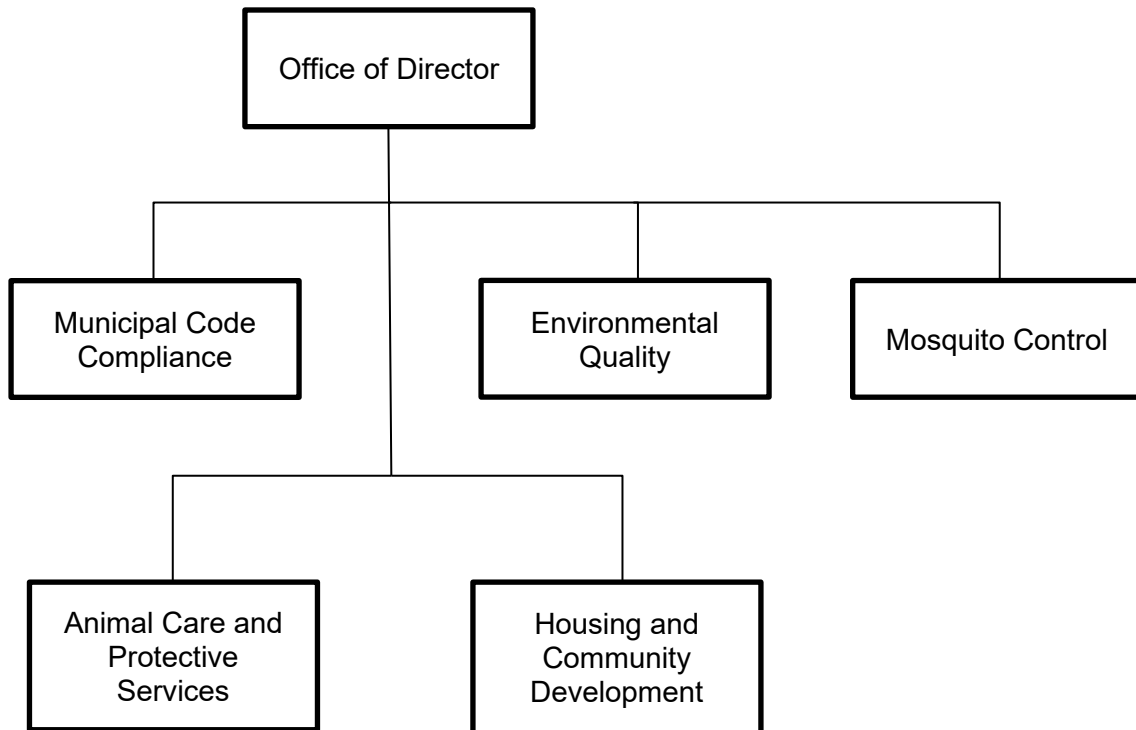 Office of Director
Municipal Code
Compliance
Environmental
Quality
Mosquito Control
Animal Care and
Protective
Services
Housing and
Community
Development